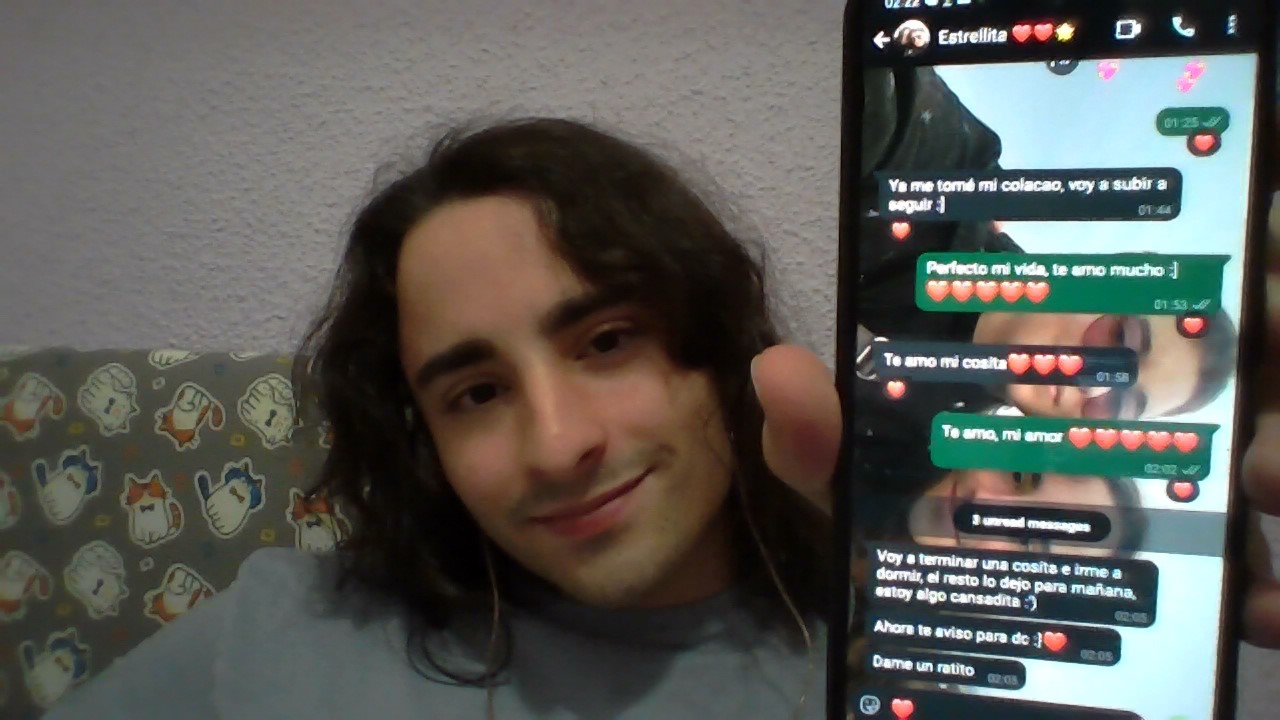 02:22
Estrellita ❤️❤️⭐
01:25
Ya me tomé mi colacao, voy a subir a
seguir :]
01:44
Perfecto mi vida, te amo mucho :]
❤️❤️❤️❤️❤️
01:53
Te amo mi cosita❤️❤️❤️
01:58
Te amo, mi amor ❤️❤️❤️❤️❤️
02:02
3 unread messages
Voy a terminar una cosita e irme a
dormir, el resto lo dejo para mañana,
estoy algo cansadita :')
02:05
Ahora te aviso para dc :]❤️
02:05
Dame un ratito
02:05